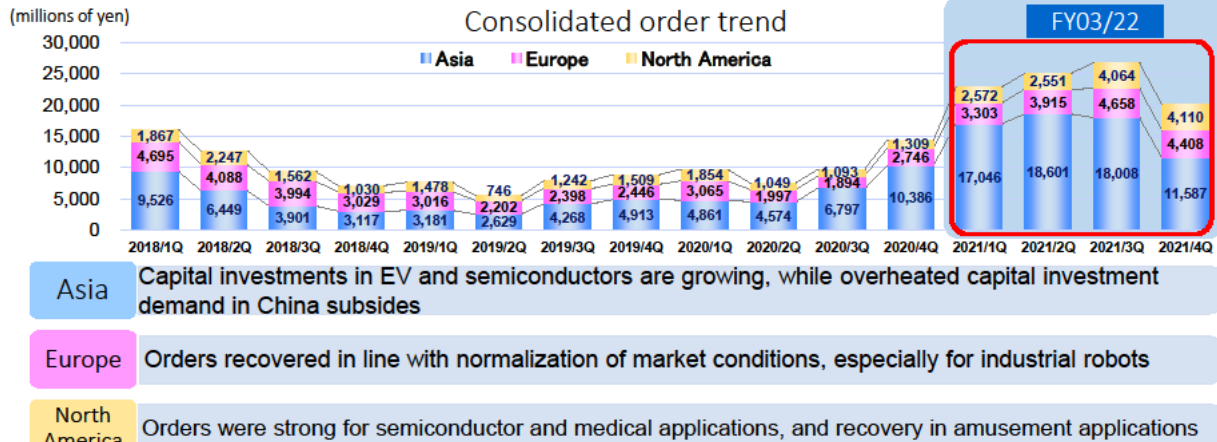 (millions of yen)
Consolidated order trend
FY03/22
Asia Europe North America
30,000
25,000
20,000
15,000
10,000
5,000
0
1,867 2,247 1,562 1,030 1,478 746 1,242 1,509 1,854 1,049 1,093 1,309 2,572 2,551 4,064 4,110
4,695 4,088 3,994 3,029 3,016 2,202 2,398 2,446 3,065 1,997 1,894 2,746 3,303 3,915 4,658 4,408
9,526 6,449 3,901 3,117 3,181 2,629 4,268 4,913 4,861 4,574 6,797 10,386 17,046 18,601 18,008 11,587
2018/1Q 2018/2Q 2018/3Q 2018/4Q 2019/1Q 2019/2Q 2019/3Q 2019/4Q 2020/1Q 2020/2Q 2020/3Q 2020/4Q 2021/1Q 2021/2Q 2021/3Q 2021/4Q
Asia
Capital investments in EV and semiconductors are growing, while overheated capital investment
demand in China subsides
Europe
Orders recovered in line with normalization of market conditions, especially for industrial robots
North
America
Orders were strong for semiconductor and medical applications, and recovery in amusement applications